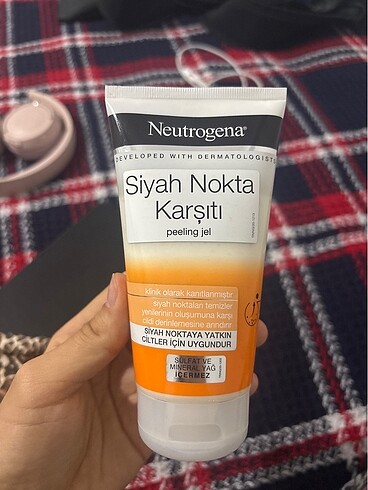 Neutrogena®
DEVELOPED WITH DERMATOLOGISTS
Siyah Nokta
Karşıtı
peeling jel
klinik olarak kanıtlanmıştır
siyah noktaları temizler
yenilerinin oluşumuna karşı
cildi derinlemesine arındırır
SİYAH NOKTAYA YATKIN
CİLTLER İÇİN UYGUNDUR
SÜLFAT VE
MİNERAL YAĞ
İÇERMEZ